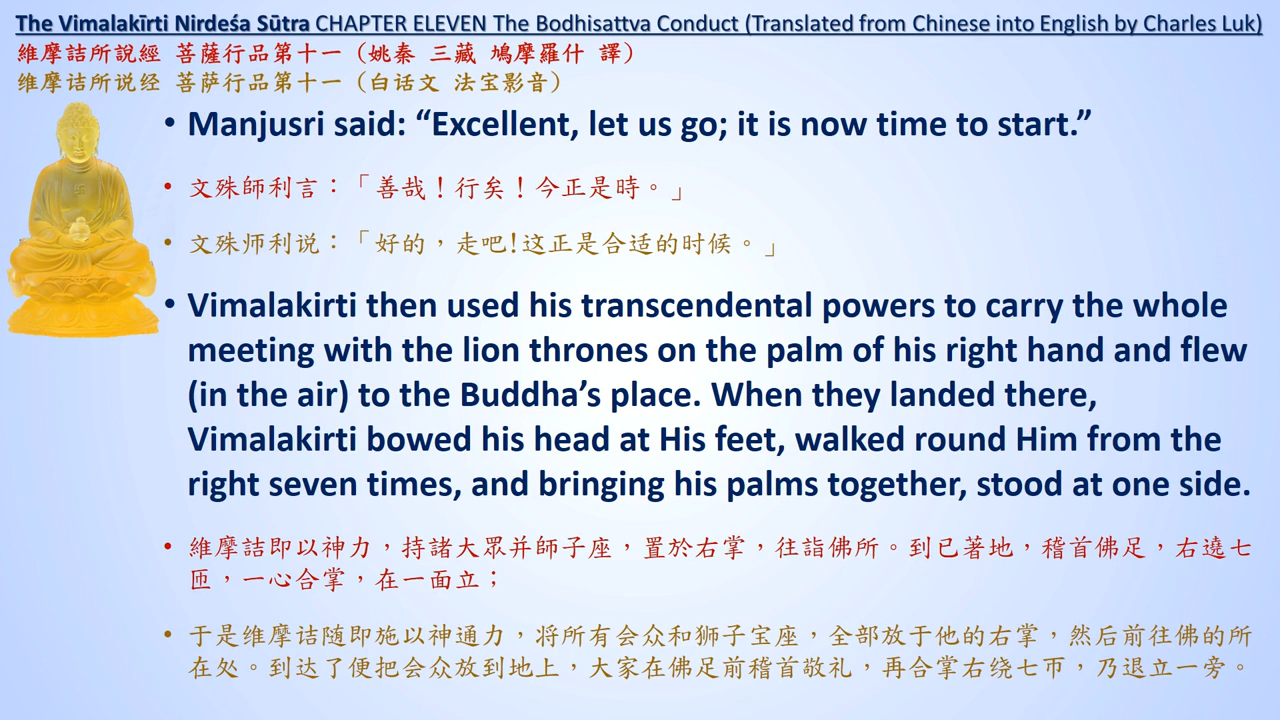 The Vimalakīrti Nirdeśa Sūtra CHAPTER ELEVEN The Bodhisattva Conduct (Translated from Chinese into English by Charles Luk)
維摩詰所說經 菩薩行品第十一（姚秦 三藏 鳩摩羅什 譯）
维摩诘所说经 菩萨行品第十一（白话文 法宝影音）
• Manjusri said: “Excellent, let us go; it is now time to start.”
• 文殊師利言：「善哉！行矣！今正是時。」
• 文殊师利说：「好的，走吧!这正是合适的时候。」
• Vimalakirti then used his transcendental powers to carry the whole
meeting with the lion thrones on the palm of his right hand and flew
(in the air) to the Buddha’s place. When they landed there,
Vimalakirti bowed his head at His feet, walked round Him from the
right seven times, and bringing his palms together, stood at one side.
• 維摩詰即以神力，持諸大眾并師子座，置於右掌，往詣佛所。到已著地，稽首佛足，右遶七
匝，一心合掌，在一面立；
• 于是维摩诘随即施以神通力，将所有会众和狮子宝座，全部放于他的右掌，然后前往佛的所
在处。到达了便把会众放到地上，大家在佛足前稽首敬礼，再合掌右绕七帀，乃退立一旁。